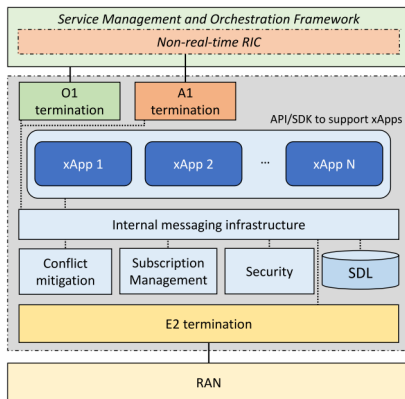 Service Management and Orchestration Framework
Non-real-time RIC
O1
termination
A1
termination
API/SDK to support xApps
xApp 1
xApp 2
...
xApp N
Internal messaging infrastructure
Conflict
mitigation
Subscription
Management
Security
SDL
E2 termination
RAN